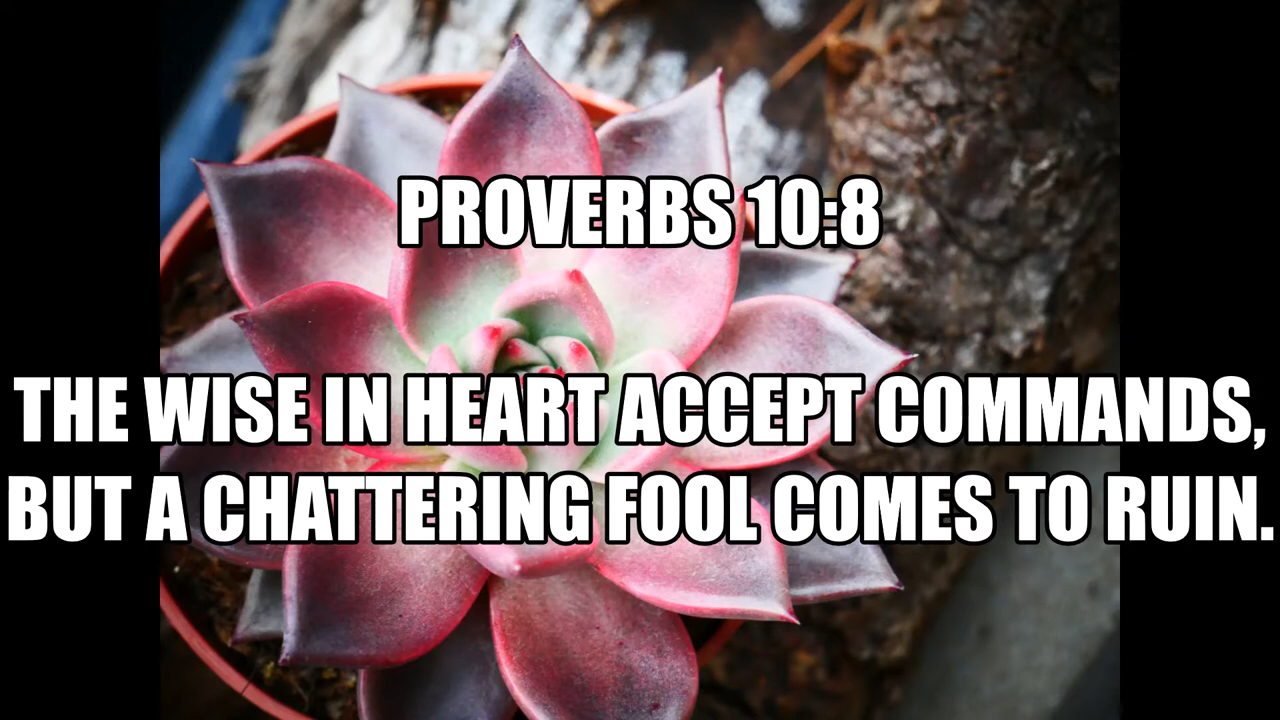 PROVERBS 10:8
THE WISE IN HEART ACCEPT COMMANDS,
BUT A CHATTERING FOOL COMES TO RUIN.